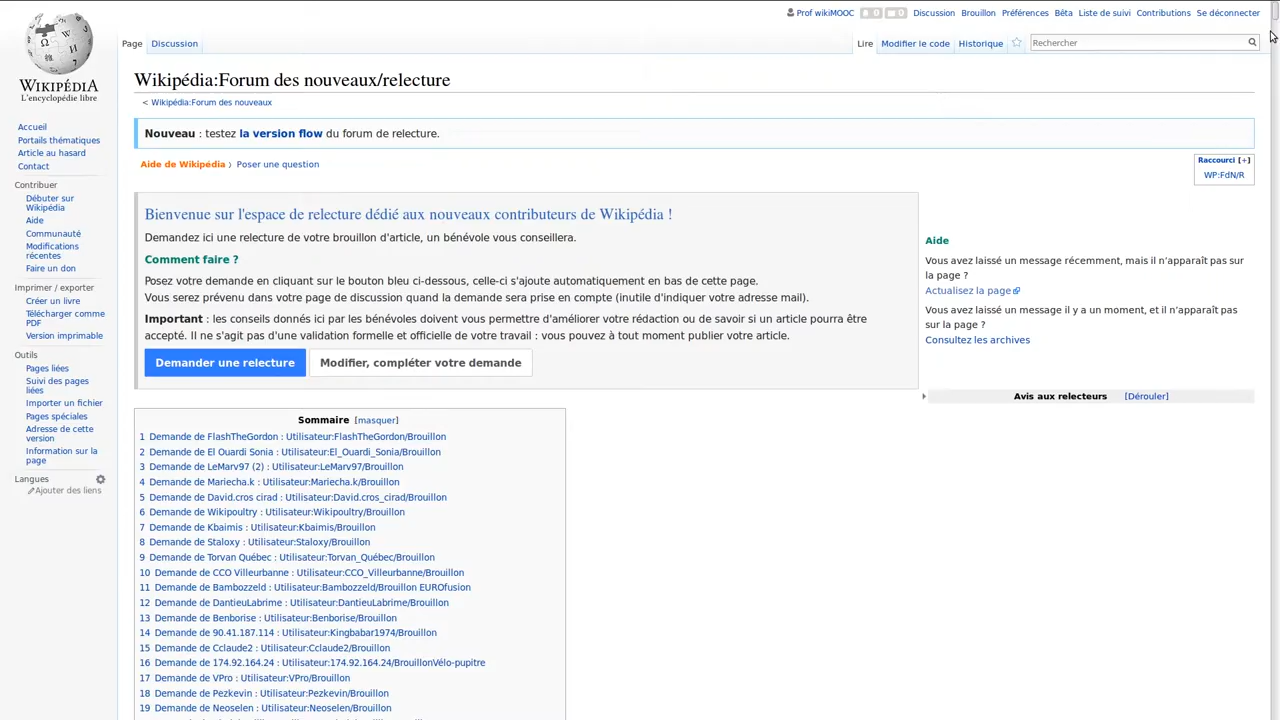 Prof wikiMOOC 0 0 Discussion Brouillon Préférences Bêta Liste de suivi Contributions Se déconnecter
Page Discussion Lire Modifier le code Historique Rechercher
WIKIPÉDIA
L'encyclopédie libre
Accueil
Portails thématiques
Article au hasard
Contact
Contribuer
Débuter sur
Wikipédia
Aide
Communauté
Modifications
récentes
Faire un don
Imprimer / exporter
Créer un livre
Télécharger comme
PDF
Version imprimable
Outils
Pages liées
Suivi des pages
liées
Importer un fichier
Pages spéciales
Adresse de cette
version
Information sur la
page
Langues
Ajouter des liens
Wikipédia:Forum des nouveaux/relecture
< Wikipédia:Forum des nouveaux
Nouveau : testez la version flow du forum de relecture.
Aide de Wikipédia › Poser une question
Raccourci [+]
WP:FdN/R
Bienvenue sur l'espace de relecture dédié aux nouveaux contributeurs de Wikipédia !
Demandez ici une relecture de votre brouillon d'article, un bénévole vous conseillera.
Comment faire ?
Posez votre demande en cliquant sur le bouton bleu ci-dessous, celle-ci s'ajoute automatiquement en bas de cette page.
Vous serez prévenu dans votre page de discussion quand la demande sera prise en compte (inutile d'indiquer votre adresse mail).
Important : les conseils donnés ici par les bénévoles doivent vous permettre d'améliorer votre rédaction ou de savoir si un article pourra être
accepté. Il ne s'agit pas d'une validation formelle et officielle de votre travail : vous pouvez à tout moment publier votre article.
Demander une relecture Modifier, compléter votre demande
Aide
Vous avez laissé un message récemment, mais il n’apparaît pas sur
la page ?
Actualisez la page
Vous avez laissé un message il y a un moment, et il n’apparaît pas
sur la page ?
Consultez les archives
Avis aux relecteurs [Dérouler]
Sommaire [masquer]
1 Demande de FlashTheGordon : Utilisateur:FlashTheGordon/Brouillon
2 Demande de El Ouardi Sonia : Utilisateur:El_Ouardi_Sonia/Brouillon
3 Demande de LeMarv97 (2) : Utilisateur:LeMarv97/Brouillon
4 Demande de Mariecha.k : Utilisateur:Mariecha.k/Brouillon
5 Demande de David.cros cirad : Utilisateur:David.cros_cirad/Brouillon
6 Demande de Wikipoultry : Utilisateur:Wikipoultry/Brouillon
7 Demande de Kbaimis : Utilisateur:Kbaimis/Brouillon
8 Demande de Staloxy : Utilisateur:Staloxy/Brouillon
9 Demande de Torvan Québec : Utilisateur:Torvan_Québec/Brouillon
10 Demande de CCO Villeurbanne : Utilisateur:CCO_Villeurbanne/Brouillon
11 Demande de Bambozzeld : Utilisateur:Bambozzeld/Brouillon EUROfusion
12 Demande de DantieuLabrime : Utilisateur:DantieuLabrime/Brouillon
13 Demande de Benborise : Utilisateur:Benborise/Brouillon
14 Demande de 90.41.187.114 : Utilisateur:Kingbabar1974/Brouillon
15 Demande de Cclaude2 : Utilisateur:Cclaude2/Brouillon
16 Demande de 174.92.164.24 : Utilisateur:174.92.164.24/BrouillonVélo-pupitre
17 Demande de VPro : Utilisateur:VPro/Brouillon
18 Demande de Pezkevin : Utilisateur:Pezkevin/Brouillon
19 Demande de Neoselen : Utilisateur:Neoselen/Brouillon